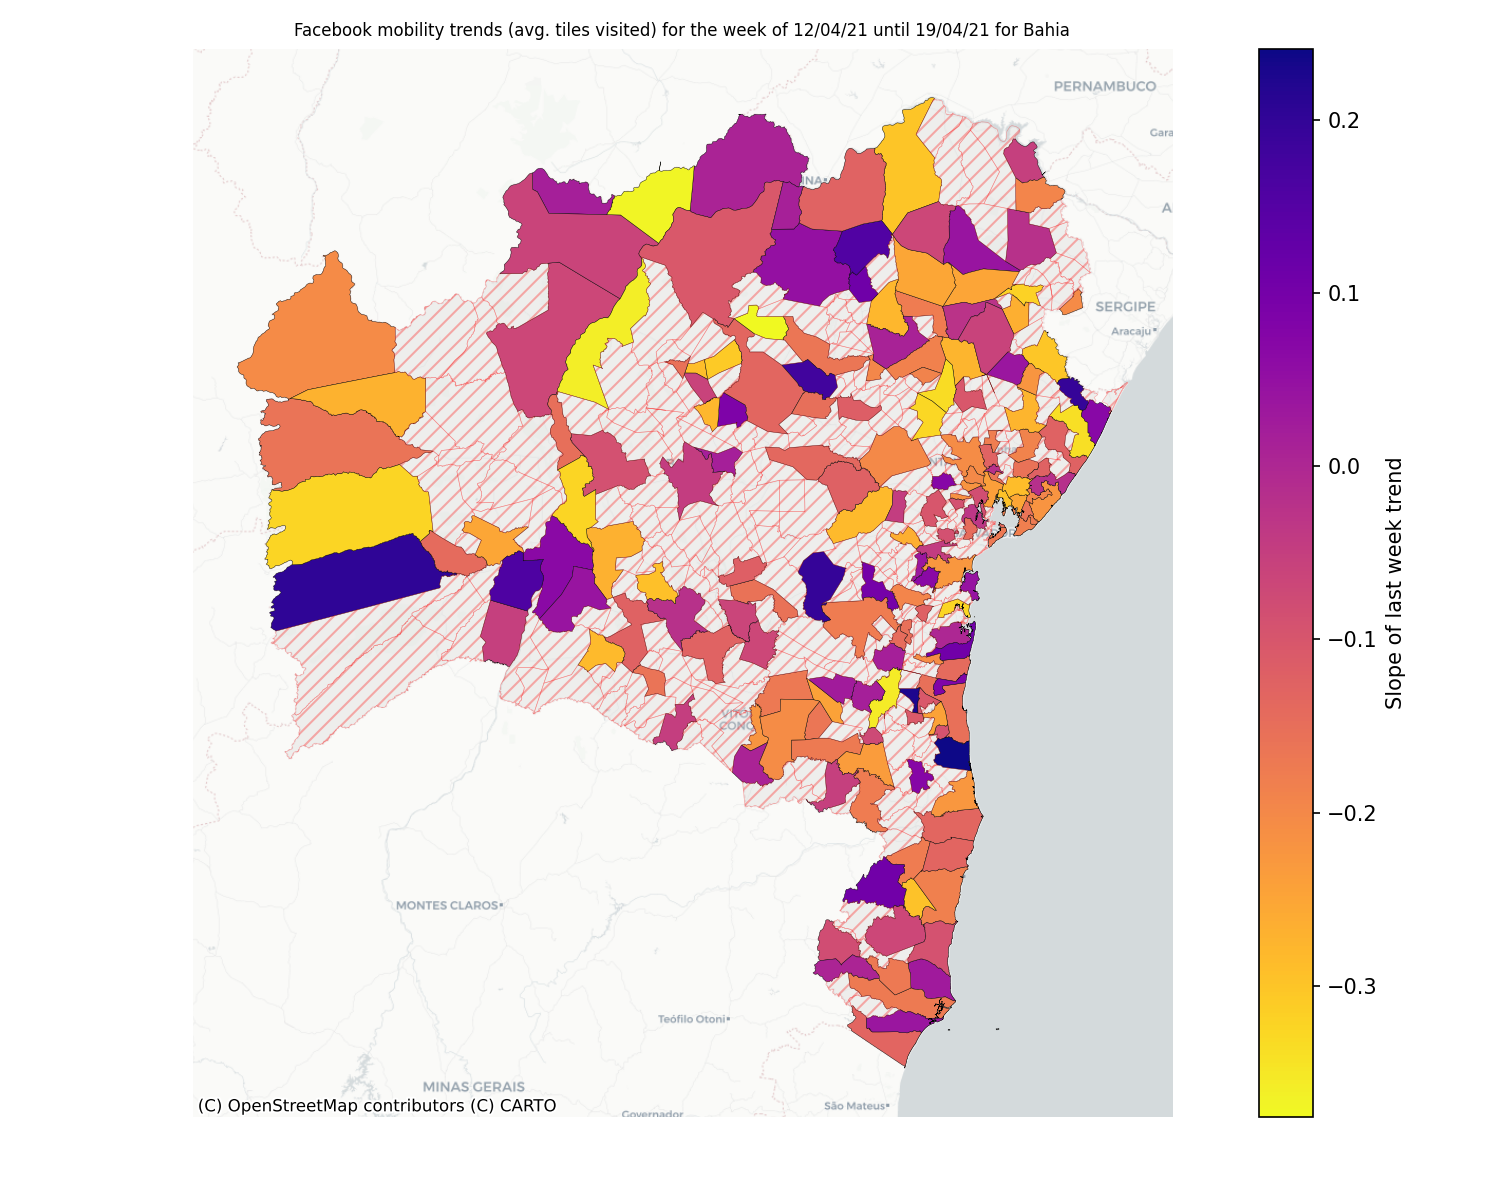 Facebook mobility trends (avg. tiles visited) for the week of 12/04/21 until 19/04/21 for Bahia
PERNAMBUCO
Gara
INA
A
SERGIPE
Aracaju
0.2
0.1
0.0
−0.1
−0.2
−0.3
Slope of last week trend
VITÓ
CONQ
MONTES CLAROS
Teófilo Otoni
MINAS GERAIS
São Mateus
Governador
(C) OpenStreetMap contributors (C) CARTO